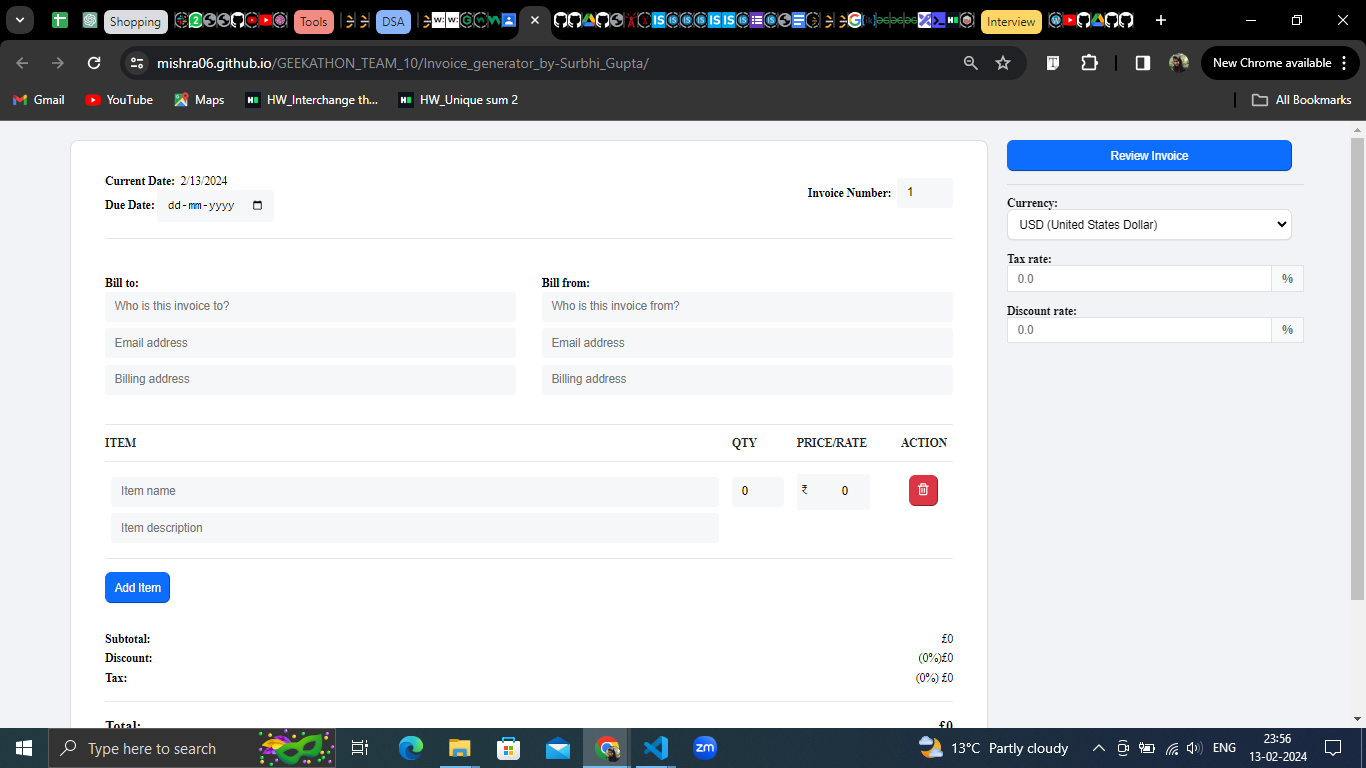 Shopping
Tools
DSA
Interview
mishra06.github.io/GEEKATHON_TEAM_10/Invoice_generator_by-Surbhi_Gupta/
New Chrome available
Gmail
YouTube
Maps
HW_Interchange th...
HW_Unique sum 2
All Bookmarks
Current Date: 2/13/2024
Due Date: dd-mm-yyyy
Invoice Number: 1
Review Invoice
Currency:
USD (United States Dollar)
Tax rate:
0.0 %
Discount rate:
0.0 %
Bill to:
Who is this invoice to?
Email address
Billing address
Bill from:
Who is this invoice from?
Email address
Billing address
ITEM QTY PRICE/RATE ACTION
Item name 0 ₹ 0
Item description
Add Item
Subtotal: £0
Discount: (0%)£0
Tax: (0%) £0
Total: £0
Type here to search
zm
13°C Partly cloudy
ENG
23:56
13-02-2024